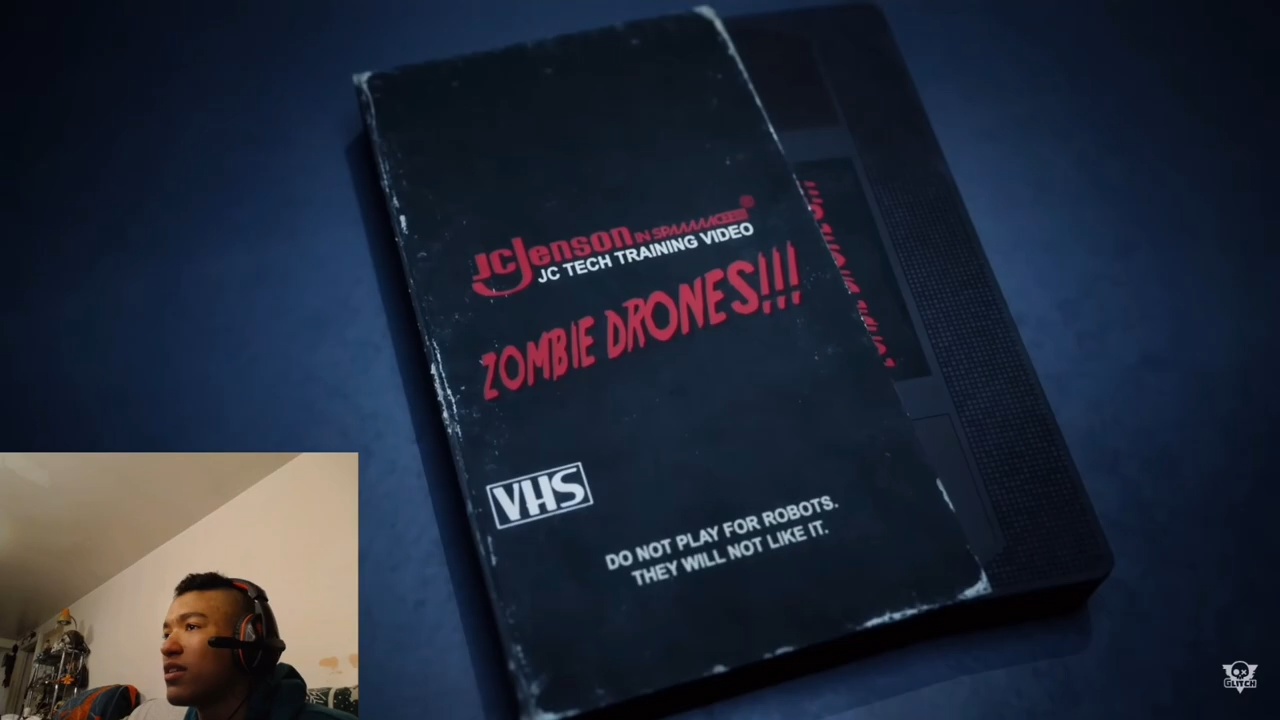 JCJenson IN SPAAAAACEEE!!!®
JC TECH TRAINING VIDEO
ZOMBIE DRONES!!!
VHS
DO NOT PLAY FOR ROBOTS.
THEY WILL NOT LIKE IT.
GLITCH